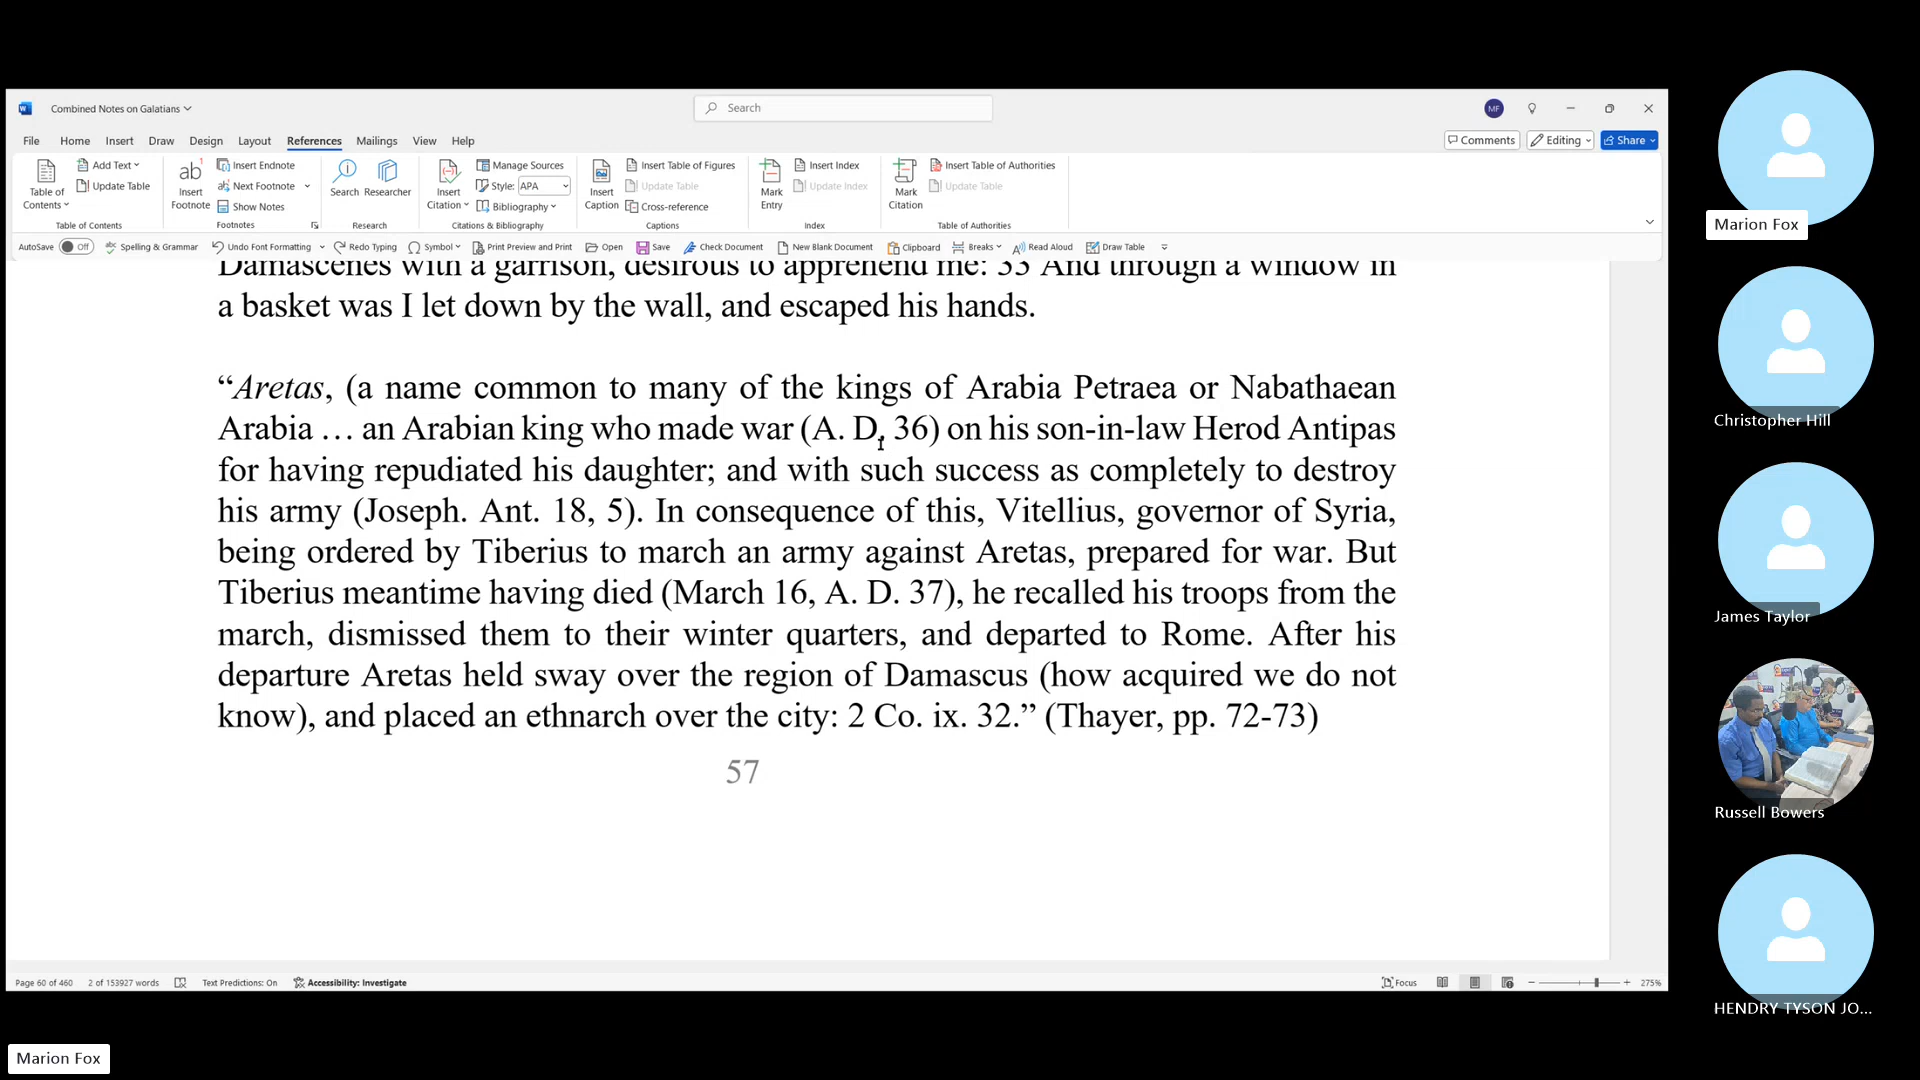 Combined Notes on Galatians
Search
MF
File Home Insert Draw Design Layout References Mailings View Help
Comments Editing Share
Table of Contents
Add Text
Update Table
Table of Contents
ab1 Insert Footnote
Insert Endnote
Next Footnote
Show Notes
Footnotes
Search
Researcher
Research
Insert Citation
Manage Sources
Style: APA
Bibliography
Citations & Bibliography
Insert Caption
Insert Table of Figures
Update Table
Cross-reference
Captions
Mark Entry
Insert Index
Update Index
Index
Mark Citation
Insert Table of Authorities
Update Table
Table of Authorities
AutoSave Off Spelling & Grammar Undo Font Formatting Redo Typing Symbol Print Preview and Print Open Save Check Document New Blank Document Clipboard Breaks Read Aloud Draw Table
Damascenes with a garrison, desirous to apprehend me: 33 And through a window in
a basket was I let down by the wall, and escaped his hands.
“Aretas, (a name common to many of the kings of Arabia Petraea or Nabathaean
Arabia … an Arabian king who made war (A. D. 36) on his son-in-law Herod Antipas
for having repudiated his daughter; and with such success as completely to destroy
his army (Joseph. Ant. 18, 5). In consequence of this, Vitellius, governor of Syria,
being ordered by Tiberius to march an army against Aretas, prepared for war. But
Tiberius meantime having died (March 16, A. D. 37), he recalled his troops from the
march, dismissed them to their winter quarters, and departed to Rome. After his
departure Aretas held sway over the region of Damascus (how acquired we do not
know), and placed an ethnarch over the city: 2 Co. ix. 32.” (Thayer, pp. 72-73)
57
Page 60 of 460 2 of 153927 words Text Predictions: On Accessibility: Investigate Focus 275%
Marion Fox
Christopher Hill
James Taylor
Russell Bowers
HENDRY TYSON JO...
Marion Fox